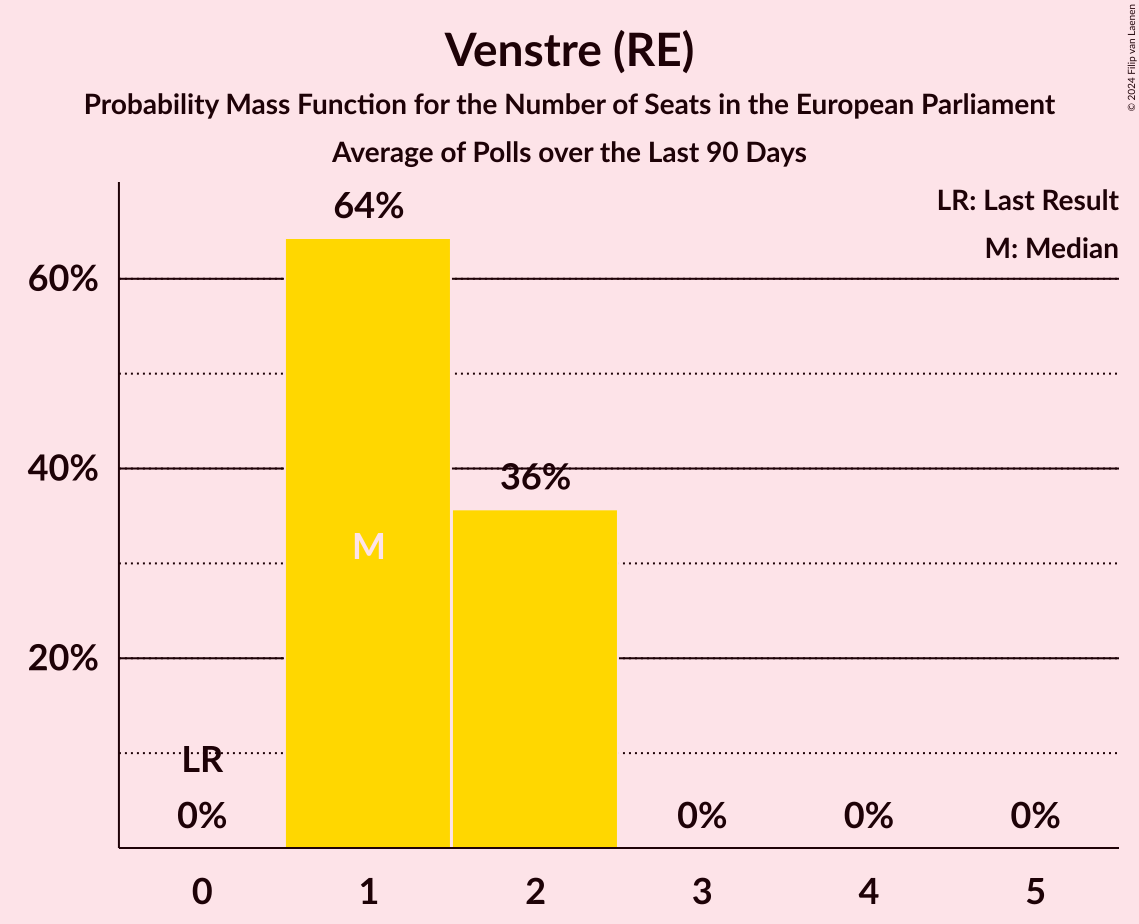 Venstre (RE)
Probability Mass Function for the Number of Seats in the European Parliament
Average of Polls over the Last 90 Days
© 2024 Filip van Laenen
LR: Last Result
M: Median
64%
60%
40%
36%
M
20%
LR
0%
0%
0%
0%
0
1
2
3
4
5